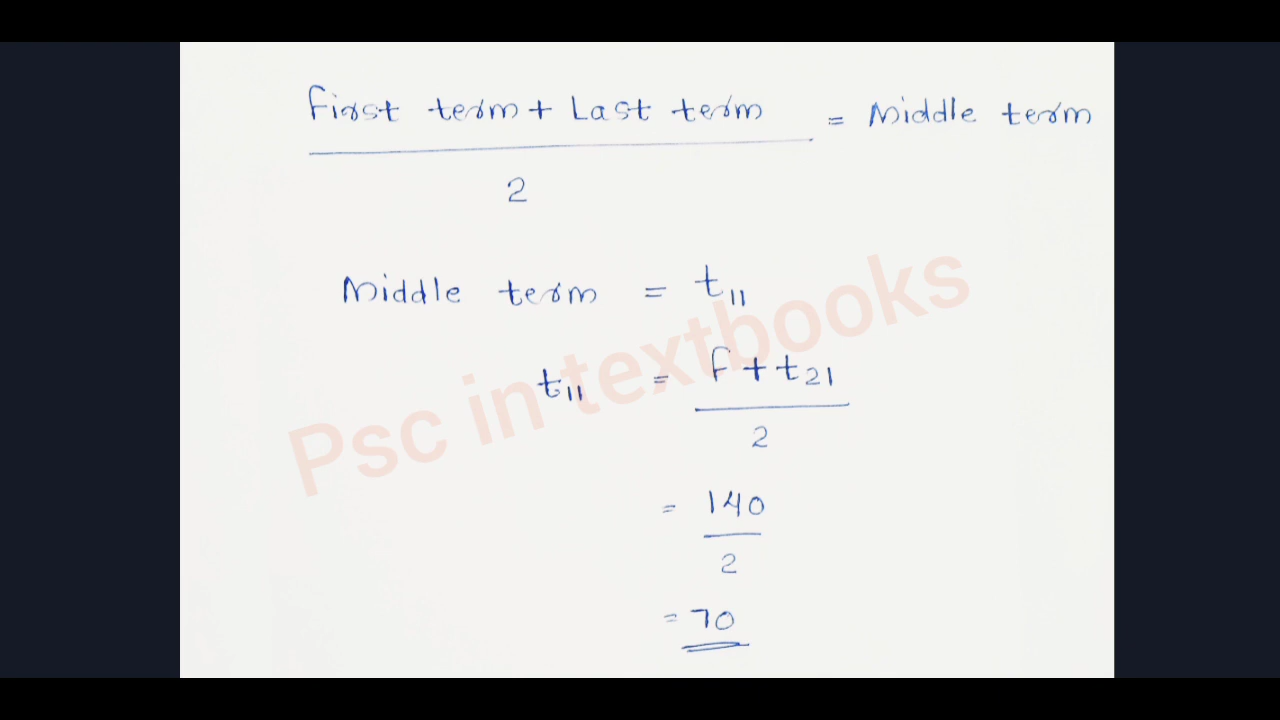 First term + Last term = Middle term
2
Middle term = t11
t11 = f + t21
2
= 140
2
= 70
Psc in textbooks